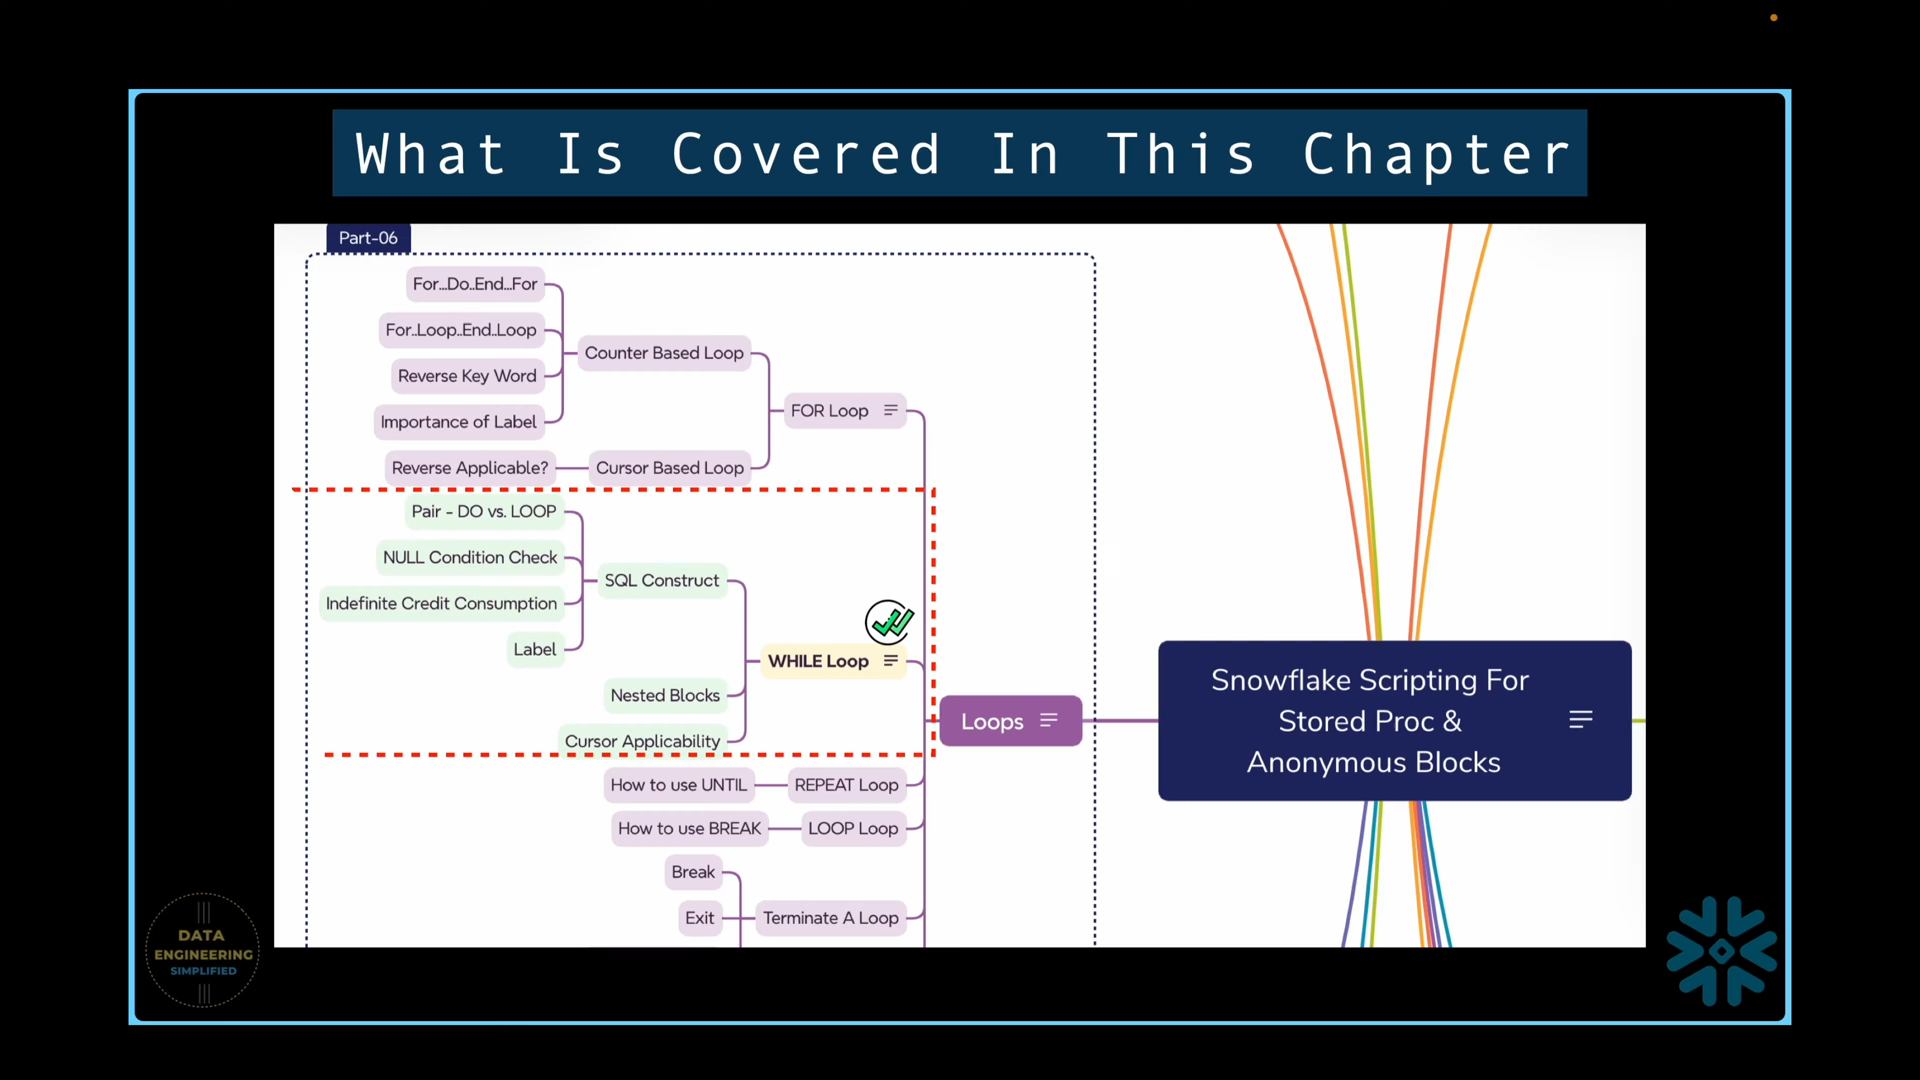 What Is Covered In This Chapter
Part-06
For...Do..End...For
For..Loop..End..Loop
Reverse Key Word
Importance of Label
Counter Based Loop
Reverse Applicable?
Cursor Based Loop
FOR Loop
Pair - DO vs. LOOP
NULL Condition Check
Indefinite Credit Consumption
Label
SQL Construct
Nested Blocks
Cursor Applicability
WHILE Loop
How to use UNTIL
REPEAT Loop
How to use BREAK
LOOP Loop
Break
Exit
Terminate A Loop
Loops
Snowflake Scripting For
Stored Proc &
Anonymous Blocks
DATA
ENGINEERING
SIMPLIFIED